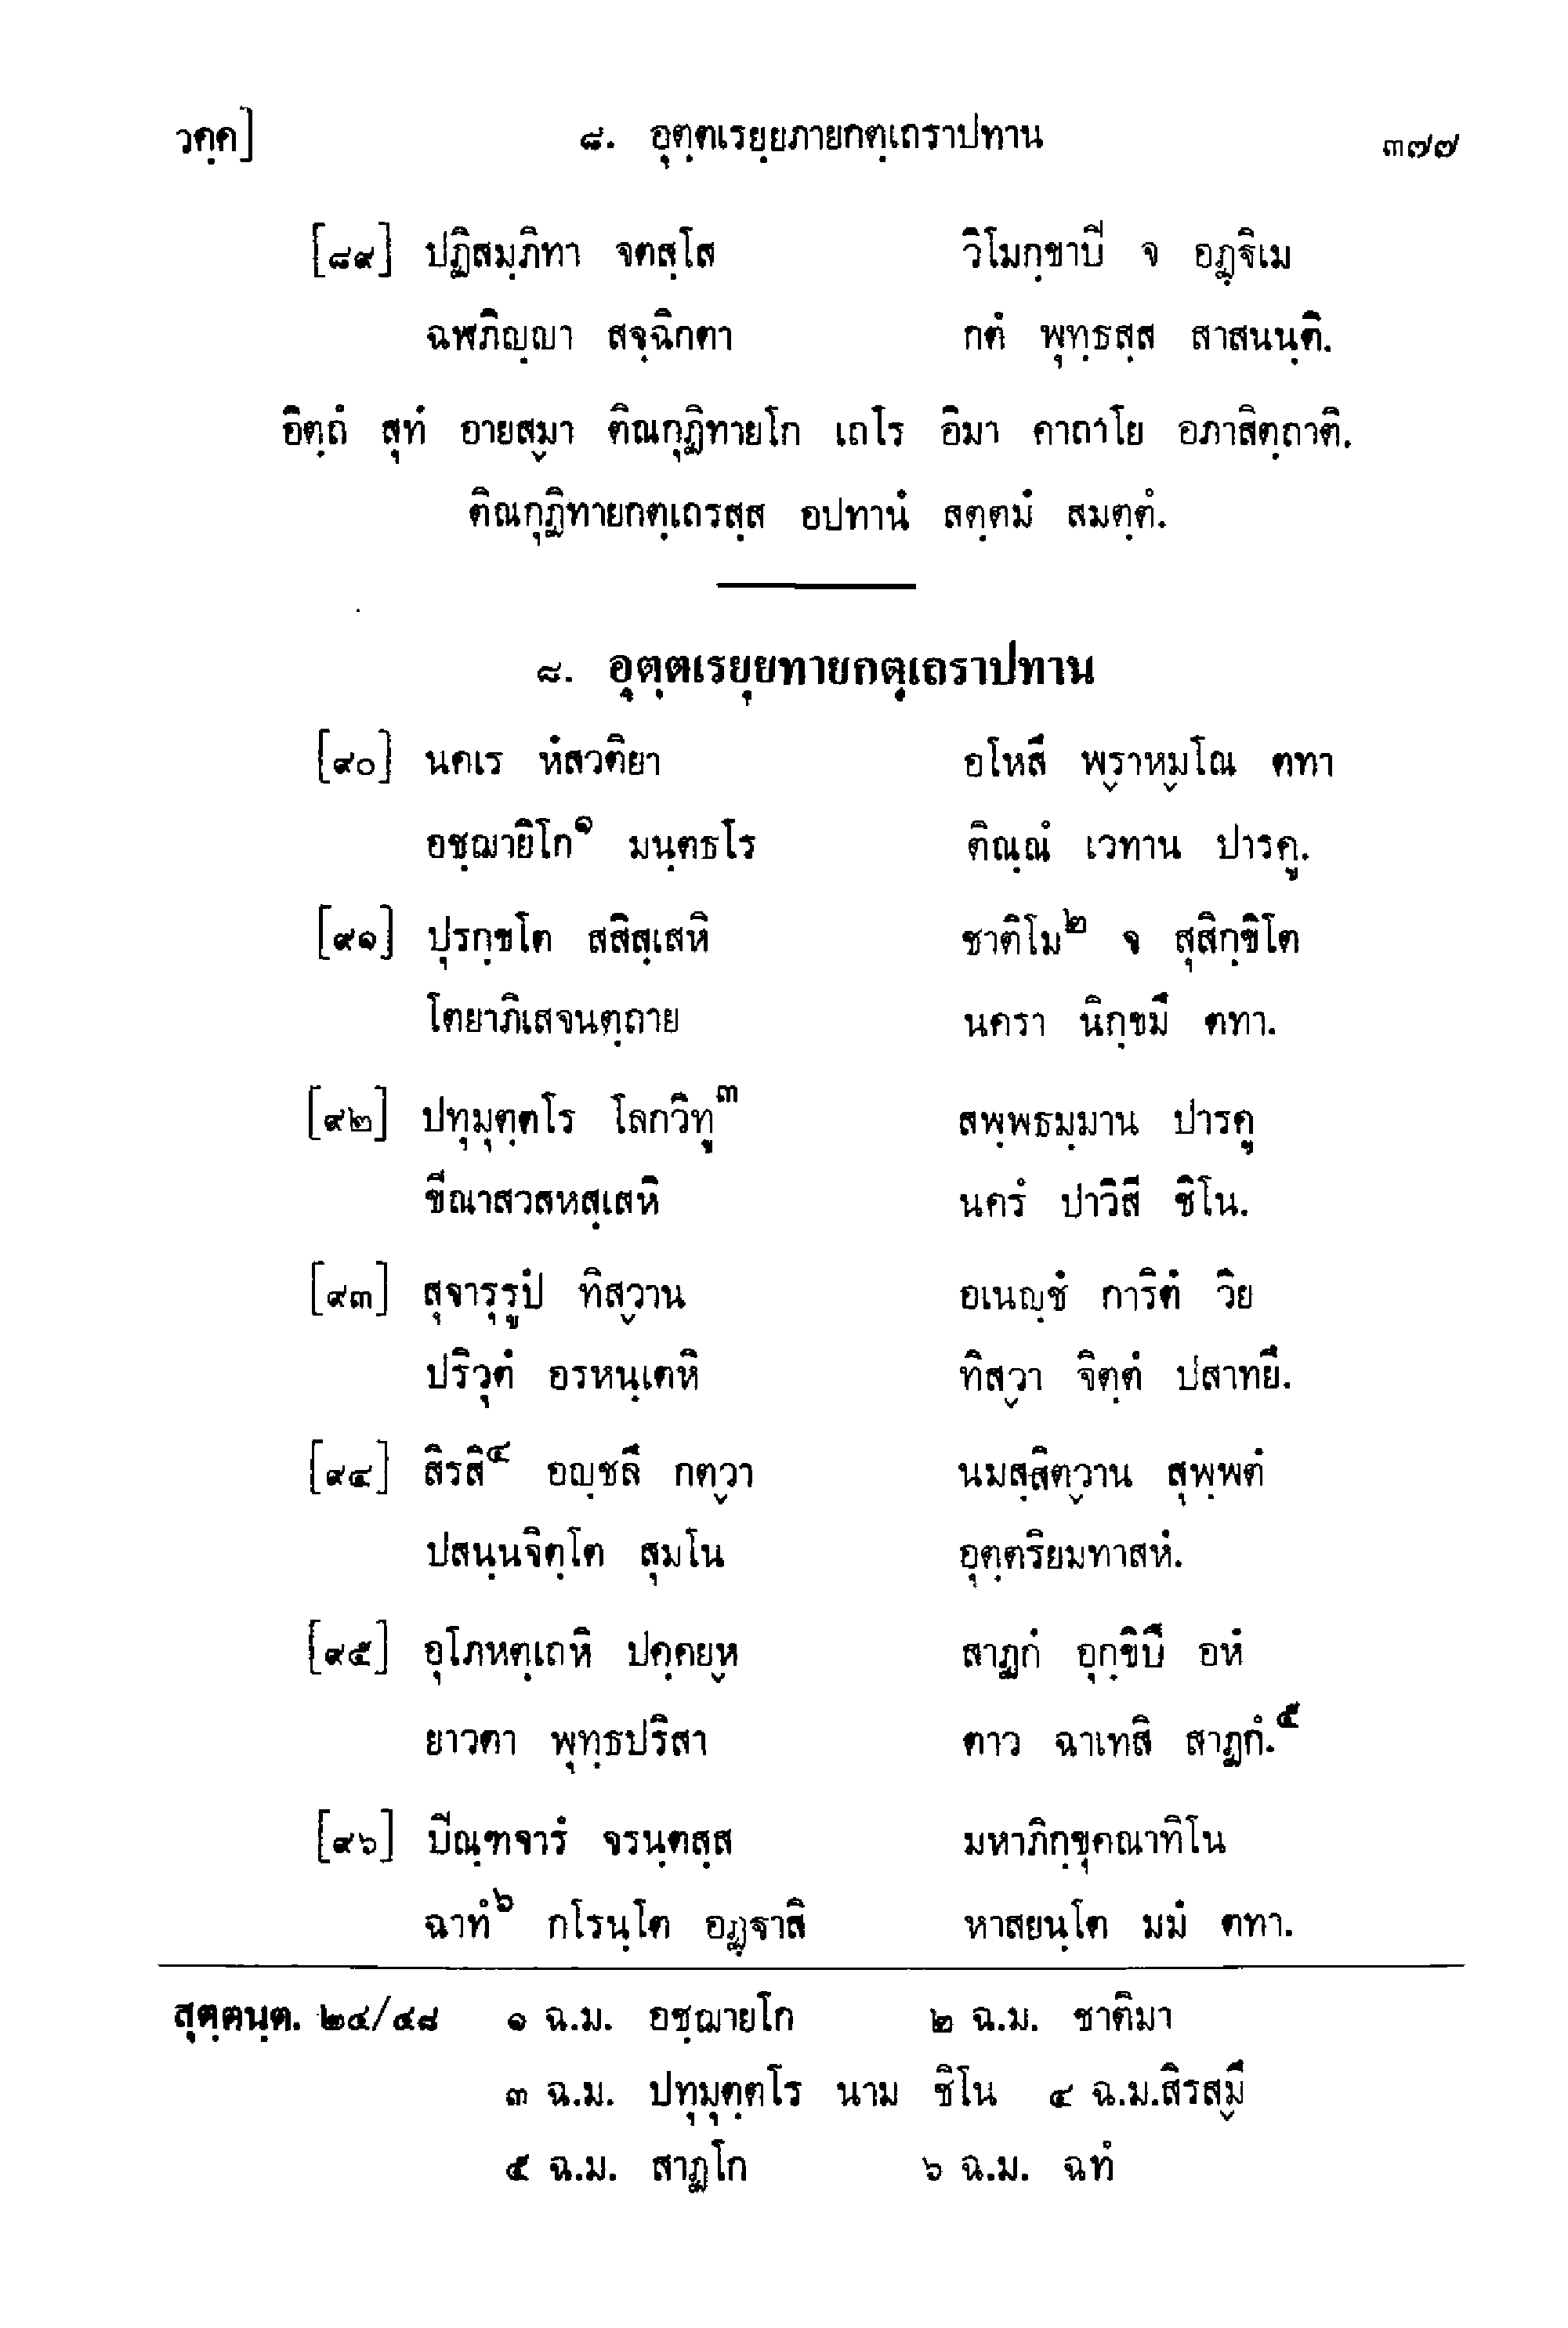 วคฺค] ๘. อุตฺตเรยฺยภายกตฺเถราปทาน ๓๗๗
[๘๙] ปฏิสมฺภิทา จตสฺโส วิโมกฺขาปี จ อฏฺฐิเม
ฉฬภิญฺญา สจฺฉิกตา กตํ พุทฺธสฺส สาสนนฺติ.
อิตฺถํ สุทํ อายสฺมา ติณกุฏิทายโก เถโร อิมา คาถาโย อภาสิตฺถาติ.
ติณกุฏิทายกตฺเถรสฺส อปทานํ สตฺตมํ สมตฺตํ.
๘. อุตฺตเรยฺยทายกตฺเถราปทาน
[๙๐] นคเร หํสวติยา อโหสึ พฺราหฺมโณ ตทา
อชฺฌายิโก๑ มนฺตธโร ติณฺณํ เวทาน ปารคู.
[๙๑] ปุรกฺขโต สสิสฺเสหิ ชาติโม๒ จ สุสิกฺขิโต
โตยาภิเสจนตฺถาย นครา นิกฺขมึ ตทา.
[๙๒] ปทุมุตฺตโร โลกวิทู๓ สพฺพธมฺมาน ปารคู
ขีณาสวสหสฺเสหิ นครํ ปาวิสี ชิโน.
[๙๓] สุจารุรูปํ ทิสฺวาน อเนญฺชํ การิตํ วิย
ปริวุตํ อรหนฺเตหิ ทิสฺวา จิตฺตํ ปสาทยึ.
[๙๔] สิรสิ๔ อญฺชลึ กตฺวา นมสฺสิตฺวาน สุพฺพตํ
ปสนฺนจิตฺโต สุมโน อุตฺตริยมทาสหํ.
[๙๕] อุโภหตฺเถหิ ปคฺคยฺห สาฏกํ อุกฺขิปึ อหํ
ยาวตา พุทฺธปริสา ตาว ฉาเทสิ สาฏกํ.๕
[๙๖] ปิณฺฑจารํ จรนฺตสฺส มหาภิกฺขุคณาทิโน
ฉาทํ๖ กโรนฺโต อฏฺฐาสิ หาสยนฺโต มมํ ตทา.
สุตฺตนฺต. ๒๔/๔๘ ๑ ฉ.ม. อชฺฌายโก ๒ ฉ.ม. ชาติมา
๓ ฉ.ม. ปทุมุตฺตโร นาม ชิโน ๔ ฉ.ม.สิรสฺมึ
๕ ฉ.ม. สาฏโก ๖ ฉ.ม. ฉทํ